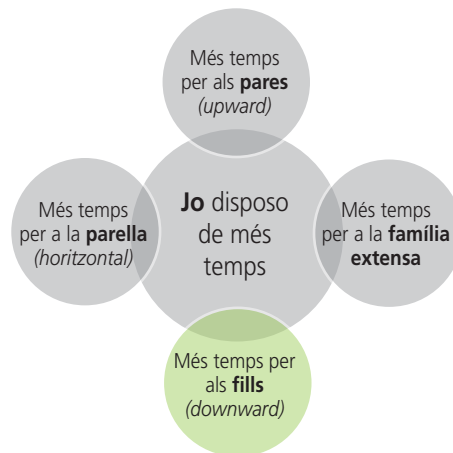 Més temps
per als pares
(upward)
Més temps
per a la parella
(horitzontal)
Jo disposo
de més
temps
Més temps
per a la família
extensa
Més temps per
als fills
(downward)